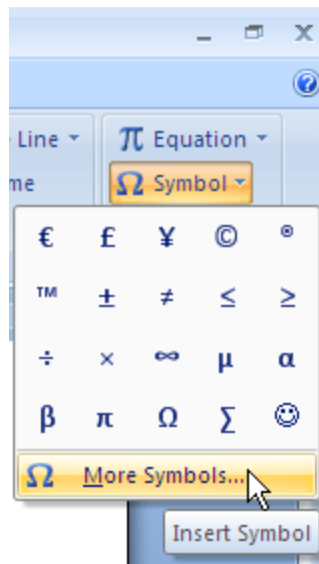 Line
π Equation
me
Ω Symbol
€ £ ¥ © ®
™ ± ≠ ≤ ≥
÷ × ∞ µ α
β π Ω ∑ ☺
Ω More Symbols...
Insert Symbol